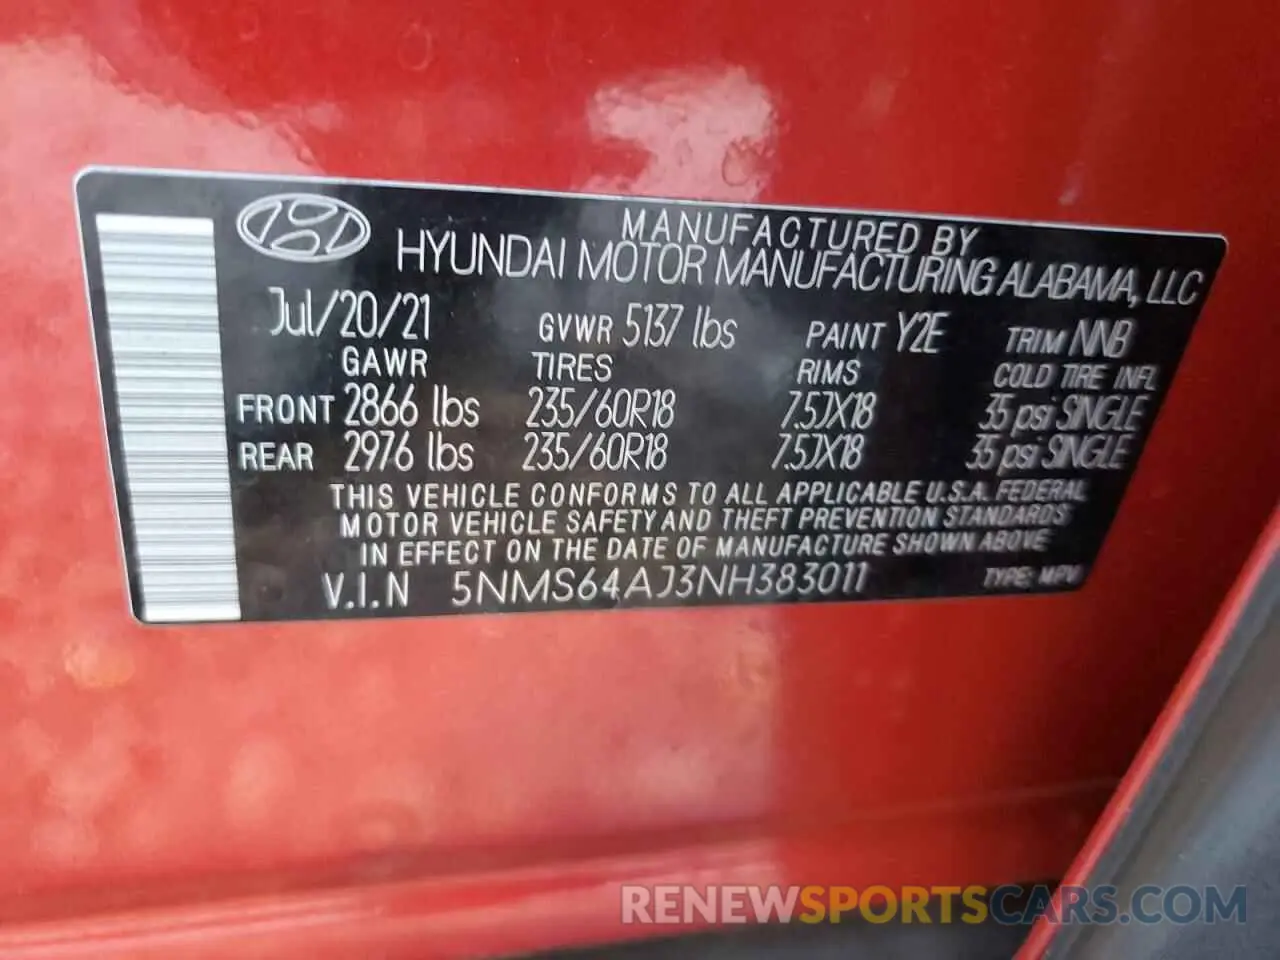 MANUFACTURED BY
HYUNDAI MOTOR MANUFACTURING ALABAMA, LLC
Jul/20/21 GVWR 5137 lbs PAINT Y2E TRIM NNB
GAWR TIRES RIMS COLD TIRE INFL
FRONT 2866 lbs 235/60R18 7.5JX18 35 psi SINGLE
REAR 2976 lbs 235/60R18 7.5JX18 35 psi SINGLE
THIS VEHICLE CONFORMS TO ALL APPLICABLE U.S.A. FEDERAL
MOTOR VEHICLE SAFETY AND THEFT PREVENTION STANDARDS
IN EFFECT ON THE DATE OF MANUFACTURE SHOWN ABOVE
V.I.N 5NMS64AJ3NH383011 TYPE: MPV
RENEWSPORTSCARS.COM